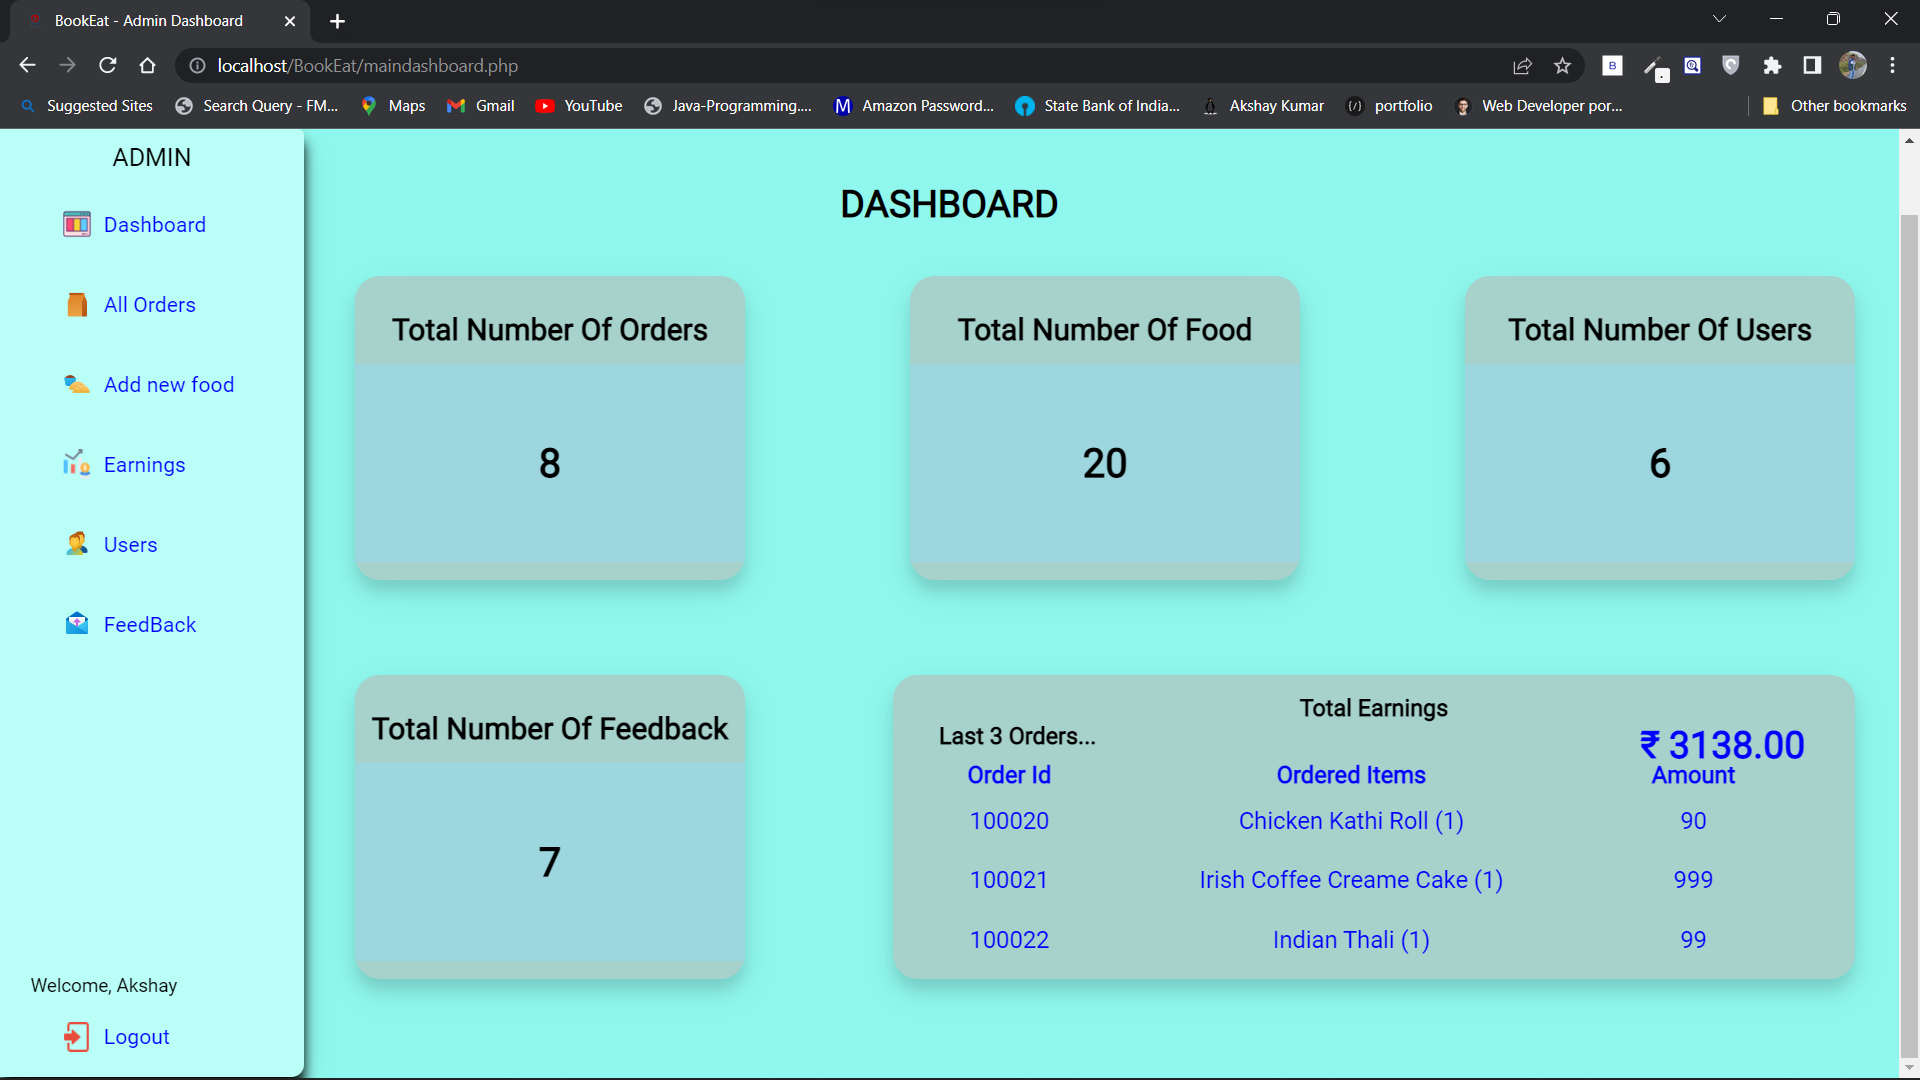 BookEat - Admin Dashboard
localhost/BookEat/maindashboard.php
B
Suggested Sites
Search Query - FM...
Maps
Gmail
YouTube
Java-Programming....
M
Amazon Password...
State Bank of India...
Akshay Kumar
portfolio
Web Developer por...
Other bookmarks
ADMIN
Dashboard
All Orders
Add new food
Earnings
Users
FeedBack
Welcome, Akshay
Logout
DASHBOARD
Total Number Of Orders
8
Total Number Of Food
20
Total Number Of Users
6
Total Number Of Feedback
7
Total Earnings
Last 3 Orders...
₹ 3138.00
Order Id Ordered Items Amount
100020 Chicken Kathi Roll (1) 90
100021 Irish Coffee Creame Cake (1) 999
100022 Indian Thali (1) 99